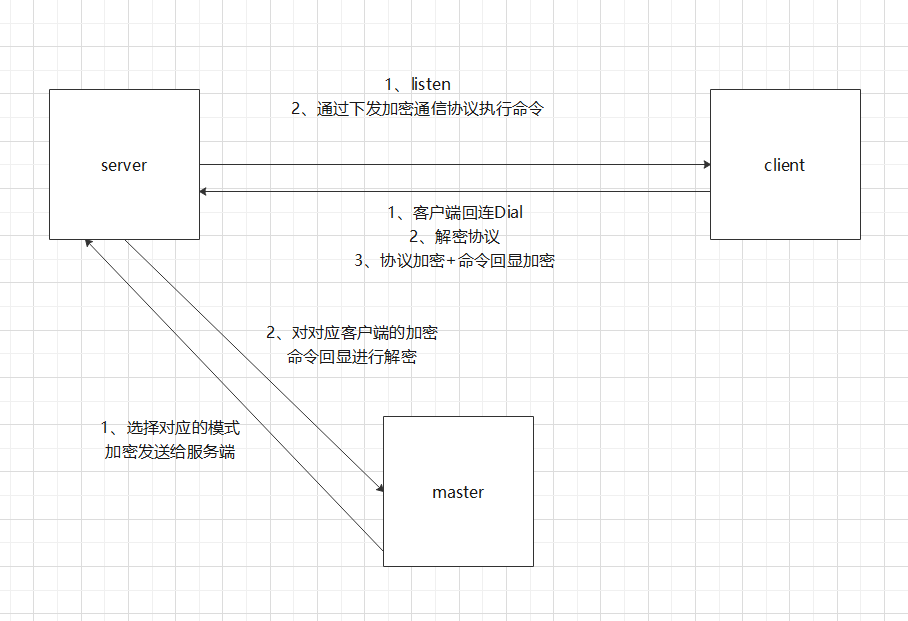 1、listen
2、通过下发加密通信协议执行命令
server
client
1、客户端回连Dial
2、解密协议
3、协议加密+命令回显加密
2、对对应客户端的加密
命令回显进行解密
1、选择对应的模式
加密发送给服务端
master